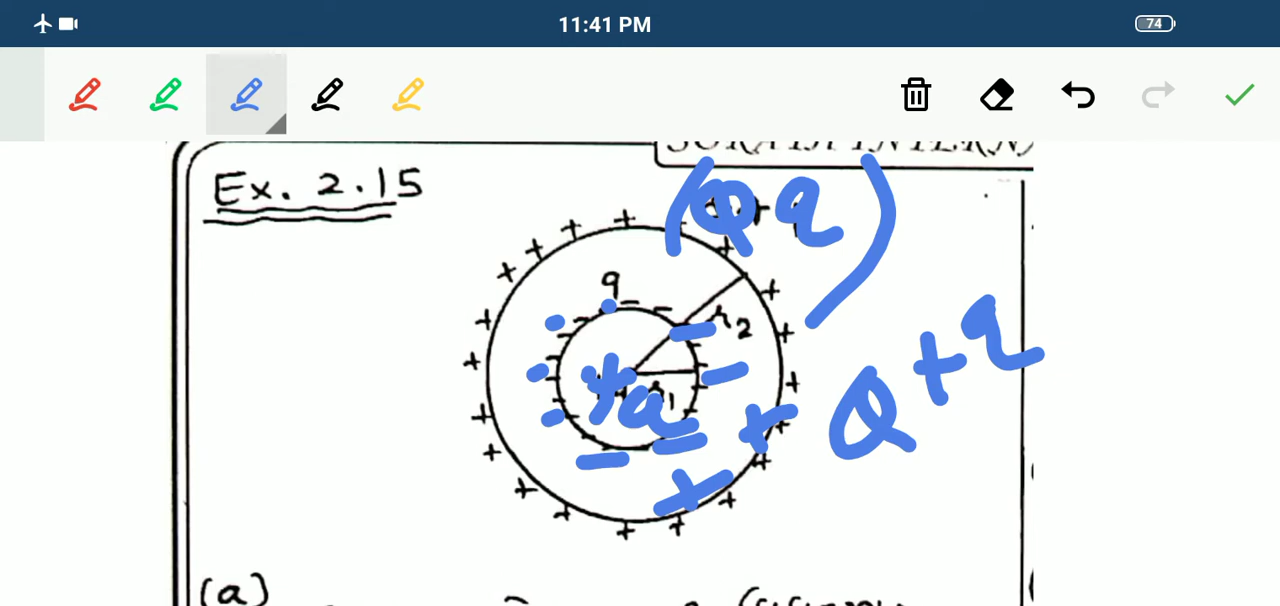 11:41 PM
74
Ex. 2.15
(Q q)
q
r2
+q
r1
Q + q
(a)